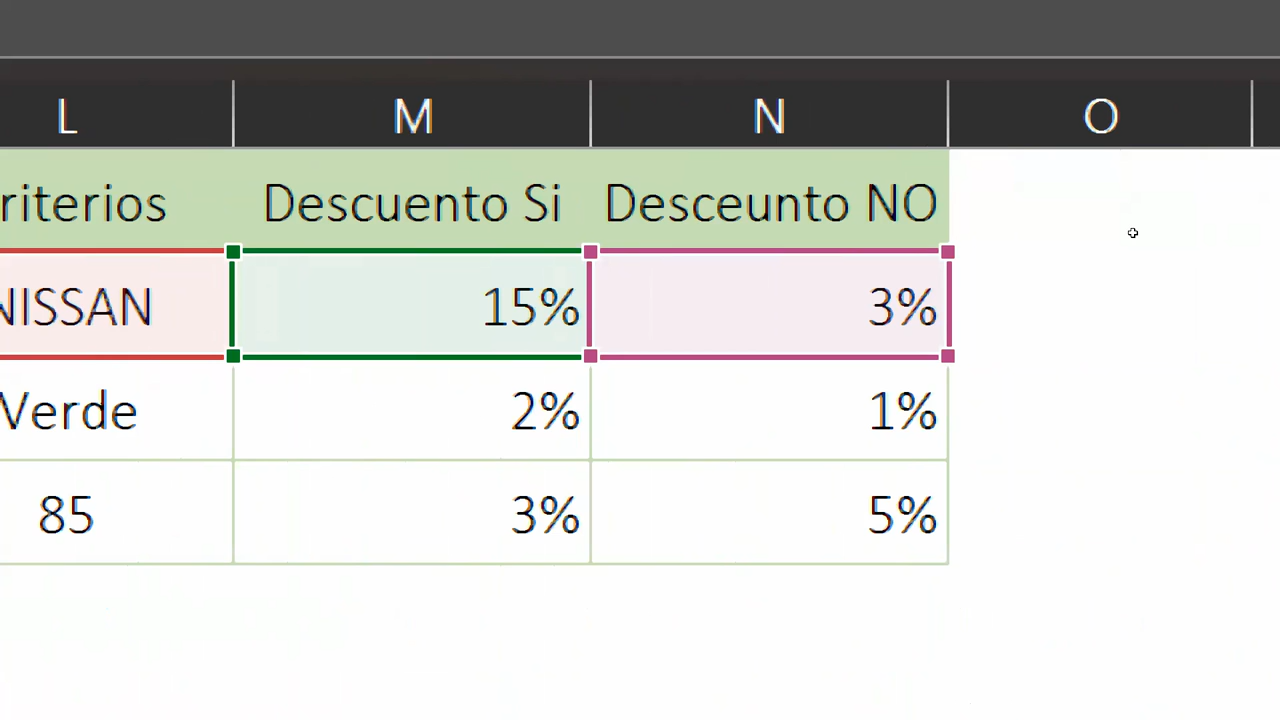 L M N O
riterios Descuento Si Desceunto NO
NISSAN 15% 3%
Verde 2% 1%
85 3% 5%